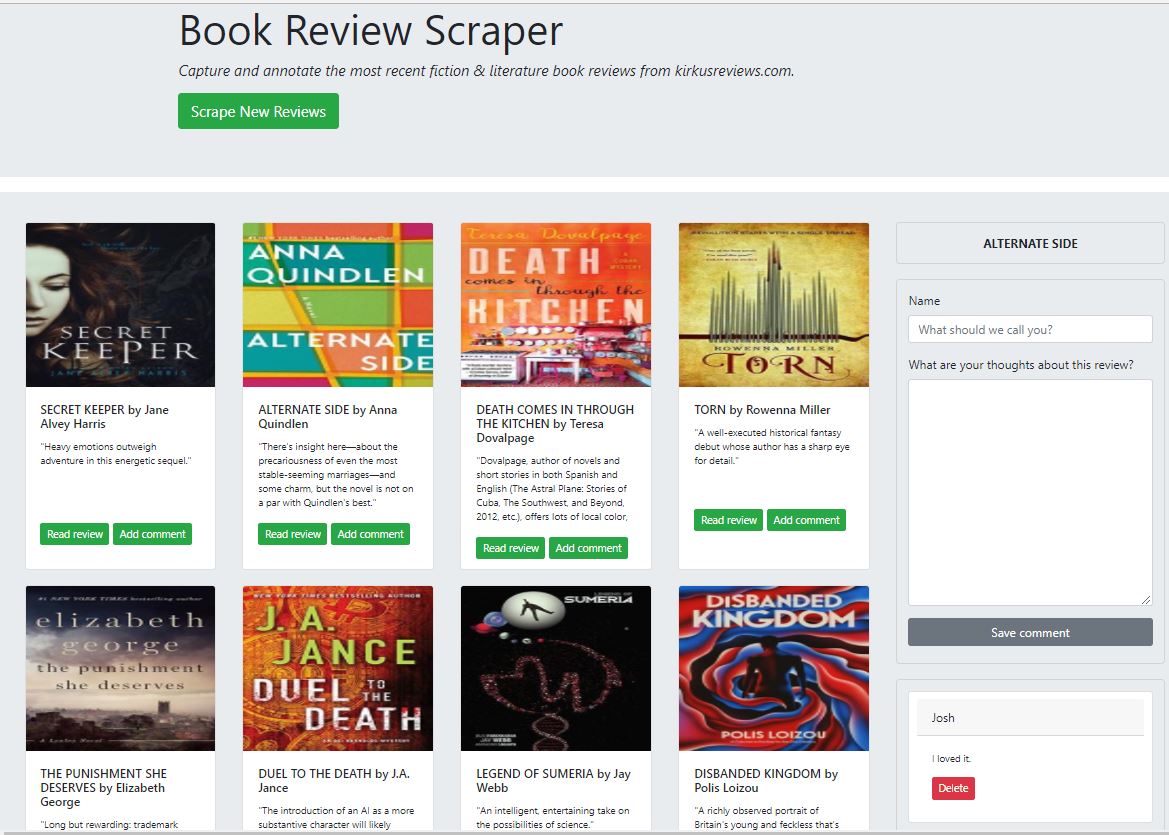 Book Review Scraper
Capture and annotate the most recent fiction & literature book reviews from kirkusreviews.com.
Scrape New Reviews
SECRET
KEEPER
JANE ALVEY HARRIS
SECRET KEEPER by Jane
Alvey Harris
"Heavy emotions outweigh
adventure in this energetic sequel."
Read review
Add comment
#1 NEW YORK TIMES bestselling author
ANNA
QUINDLEN
a Novel
ALTERNATE
SIDE
ALTERNATE SIDE by Anna
Quindlen
"There's insight here—about the
precariousness of even the most
stable-seeming marriages—and
some charm, but the novel is not on
a par with Quindlen's best."
Read review
Add comment
Teresa Dovalpage
DEATH
A
CUBAN
MYSTERY
comes in
through the
KITCHEN
DEATH COMES IN THROUGH
THE KITCHEN by Teresa
Dovalpage
"Dovalpage, author of novels and
short stories in both Spanish and
English (The Astral Plane: Stories of
Cuba, The Southwest, and Beyond,
2012, etc.), offers lots of local color,
Read review
Add comment
REVOLUTION STARTS WITH A SINGLE THREAD
ROWENNA MILLER
TORN
TORN by Rowenna Miller
"A well-executed historical fantasy
debut whose author has a sharp eye
for detail."
Read review
Add comment
#1 NEW YORK TIMES bestselling author
elizabeth
george
the punishment
she deserves
A Lynley Novel
THE PUNISHMENT SHE
DESERVES by Elizabeth
George
"Long but rewarding: trademark
NEW YORK TIMES BESTSELLING AUTHOR
J.A.
JANCE
DUEL TO
THE
DEATH
AN ALI REYNOLDS MYSTERY
DUEL TO THE DEATH by J.A.
Jance
"The introduction of an AI as a more
substantive character will likely
LEGEND OF
SUMERIA
JAY WEBB
LEGEND OF SUMERIA by Jay
Webb
"An intelligent, entertaining take on
the possibilities of science."
DISBANDED
KINGDOM
POLIS LOIZOU
DISBANDED KINGDOM by
Polis Loizou
"A richly observed portrait of
Britain's young and feckless that's
ALTERNATE SIDE
Name
What should we call you?
What are your thoughts about this review?
Save comment
Josh
I loved it.
Delete